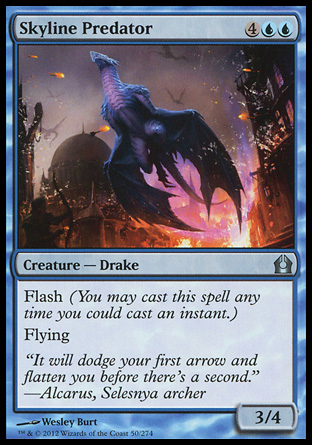 Skyline Predator 4
Creature — Drake
Flash (You may cast this spell any
time you could cast an instant.)
Flying
“It will dodge your first arrow and
flatten you before there’s a second.”
—Alcarus, Selesnya archer
Wesley Burt
3/4
™ & © 2012 Wizards of the Coast 50/274